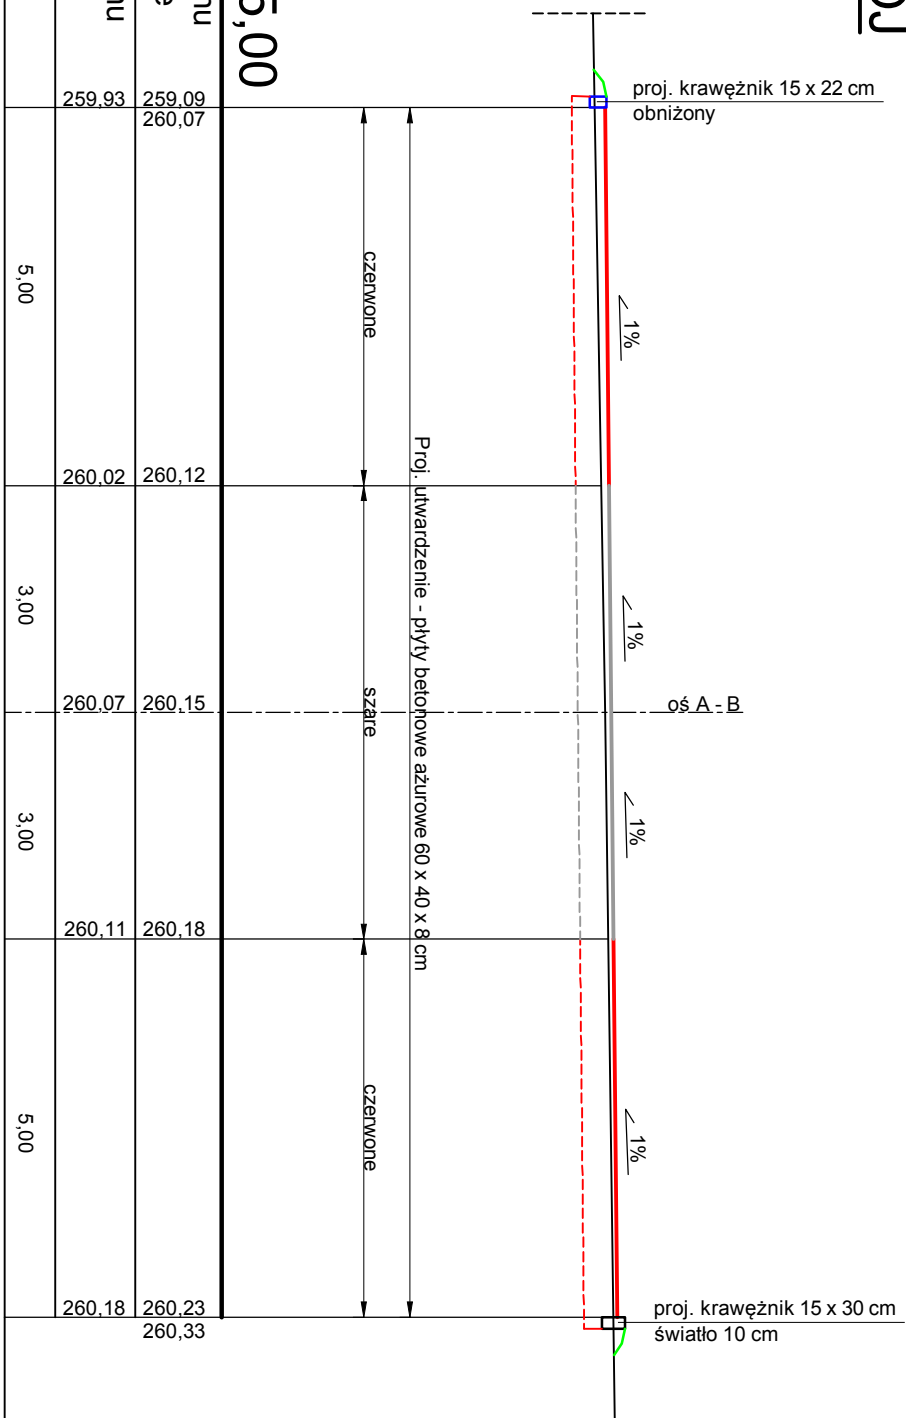 5,00
proj. krawężnik 15 x 22 cm
obniżony
259,93
259,09
260,07
5,00
czerwone
1%
Proj. utwardzenie - płyty betonowe ażurowe 60 x 40 x 8 cm
260,02
260,12
3,00
1%
260,07
260,15
szare
oś A - B
3,00
1%
260,11
260,18
5,00
czerwone
1%
260,18
260,23
260,33
proj. krawężnik 15 x 30 cm
światło 10 cm